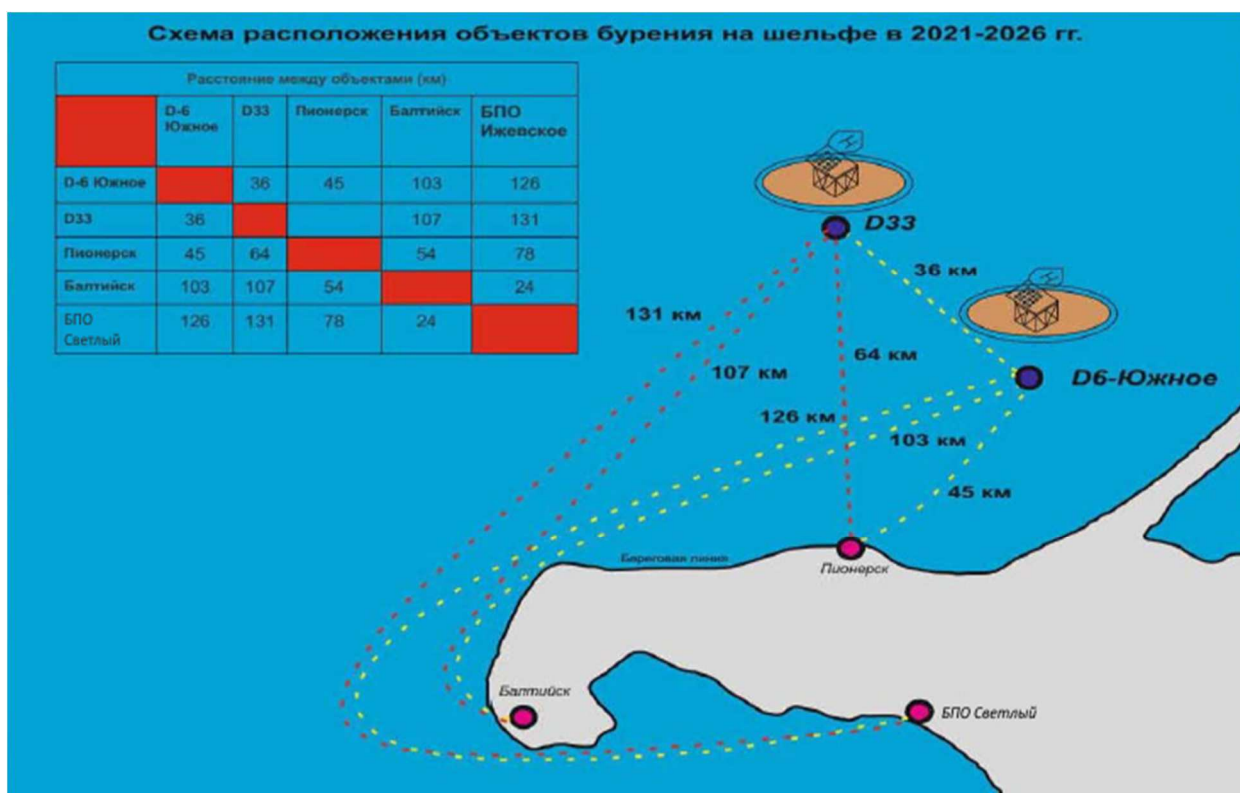 Схема расположения объектов бурения на шельфе в 2021-2026 гг.
Расстояние между объектами (км)
D-6 Южное D33 Пионерск Балтийск БПО Ижевское
D-6 Южное 36 45 103 126
D33 36 107 131
Пионерск 45 64 54 78
Балтийск 103 107 54 24
БПО Светлый 126 131 78 24
D33
36 км
131 км
64 км
107 км
D6-Южное
126 км
103 км
45 км
Береговая линия
Пионерск
Балтийск
БПО Светлый